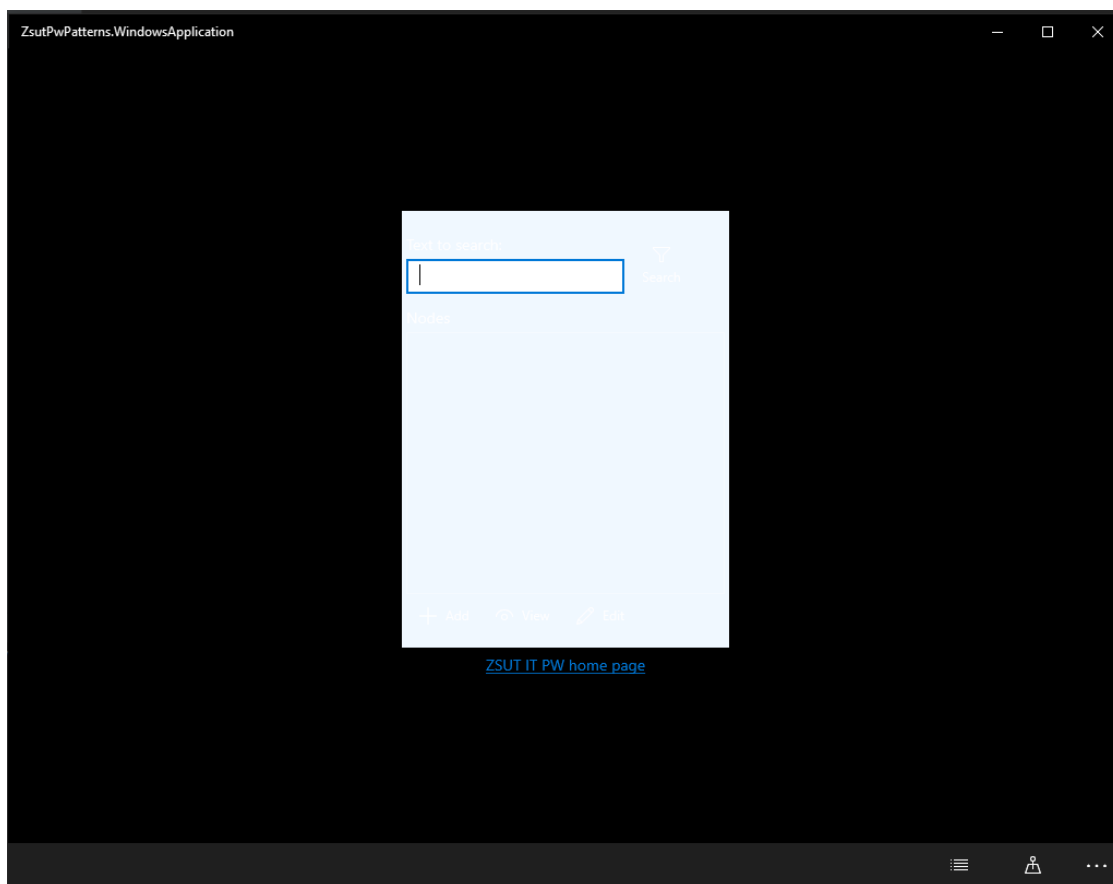 ZsutPwPatterns.WindowsApplication
Text to search:
Search
Nodes
Add View Edit
ZSUT IT PW home page